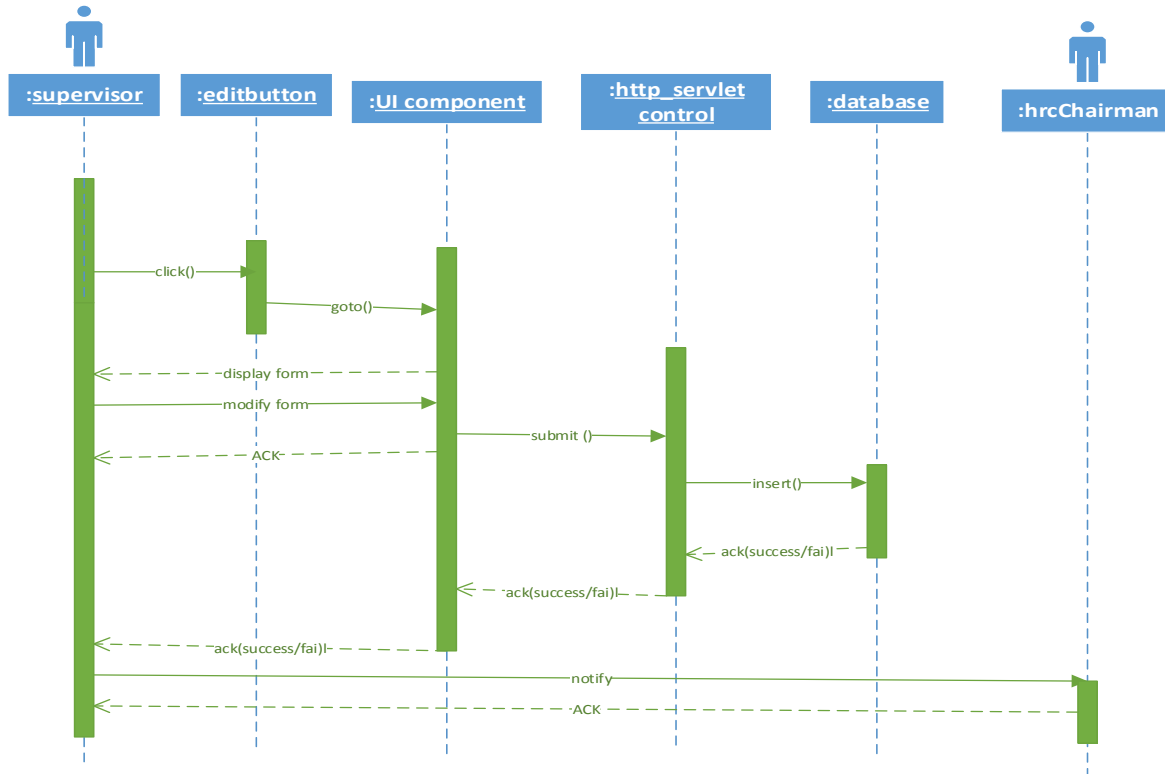 :supervisor
:editbutton
:UI component
:http_servlet
control
:database
:hrcChairman
click()
goto()
display form
modify form
submit ()
ACK
insert()
ack(success/fai)l
ack(success/fai)l
ack(success/fai)l
notify
ACK